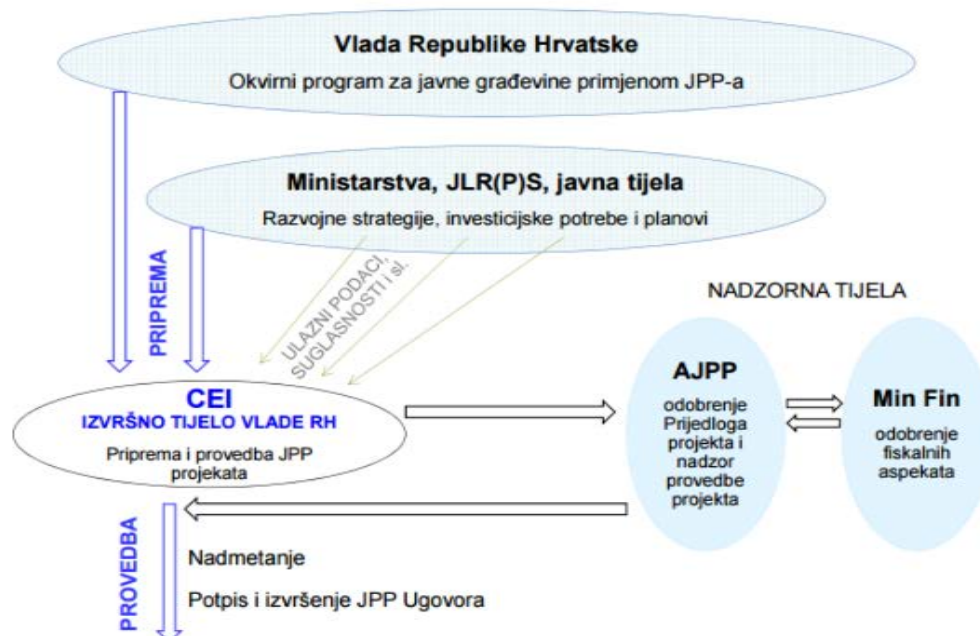 Vlada Republike Hrvatske
Okvirni program za javne građevine primjenom JPP-a
Ministarstva, JLR(P)S, javna tijela
Razvojne strategije, investicijske potrebe i planovi
PRIPREMA
ULAZNI PODACI,
SUGLASNOSTI i sl.
NADZORNA TIJELA
CEI
IZVRŠNO TIJELO VLADE RH
Priprema i provedba JPP
projekata
AJPP
odobrenje
Prijedloga
projekta i
nadzor
provedbe
projekta
Min Fin
odobrenje
fiskalnih
aspekata
PROVEDBA
Nadmetanje
Potpis i izvršenje JPP Ugovora